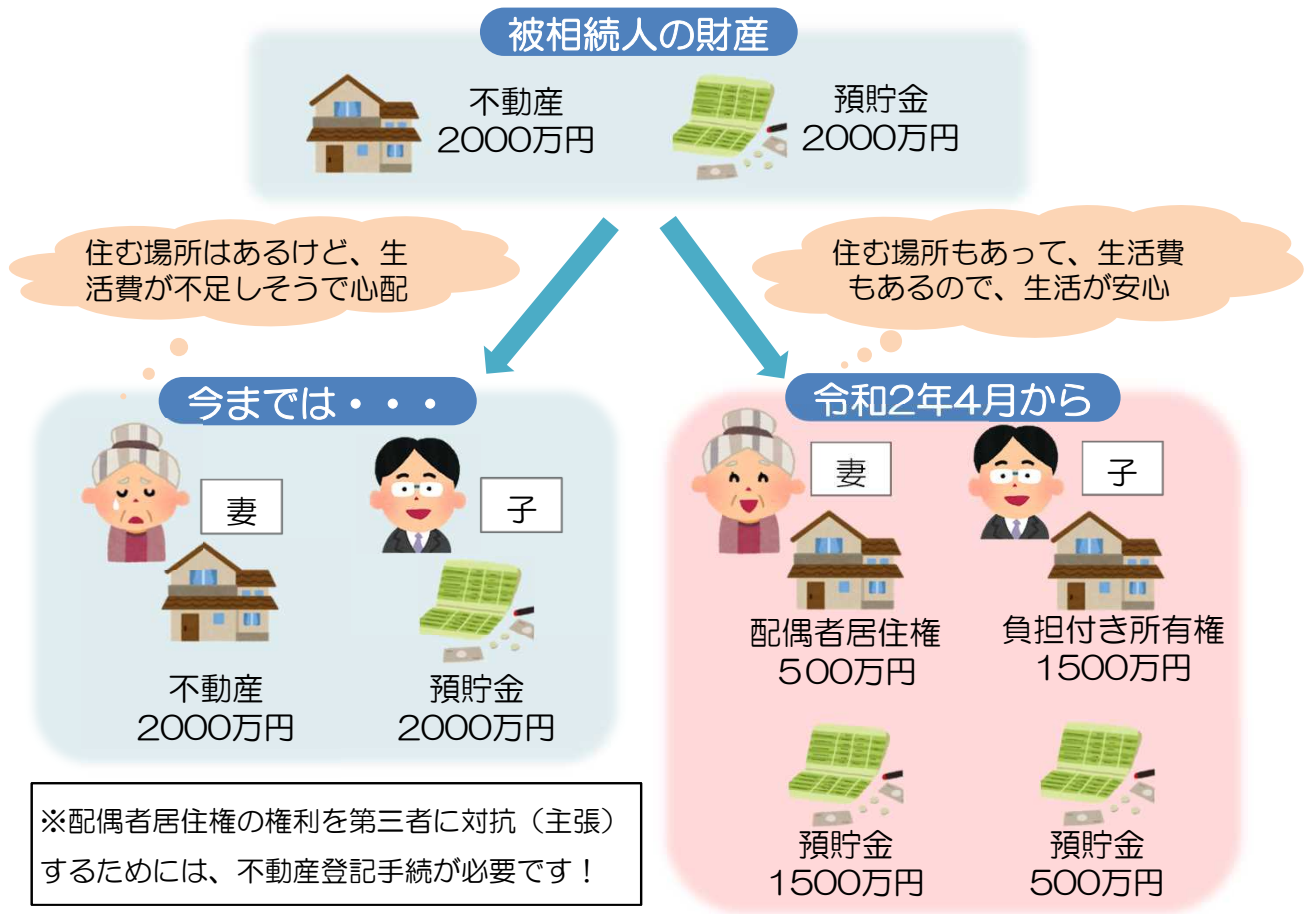 被相続人の財産
不動産
2000万円
預貯金
2000万円
住む場所はあるけど、生
活費が不足しそうで心配
住む場所もあって、生活費
もあるので、生活が安心
今までは・・・
妻
子
不動産
2000万円
預貯金
2000万円
令和2年4月から
妻
子
配偶者居住権
500万円
負担付き所有権
1500万円
預貯金
1500万円
預貯金
500万円
※配偶者居住権の権利を第三者に対抗（主張）
するためには、不動産登記手続が必要です！